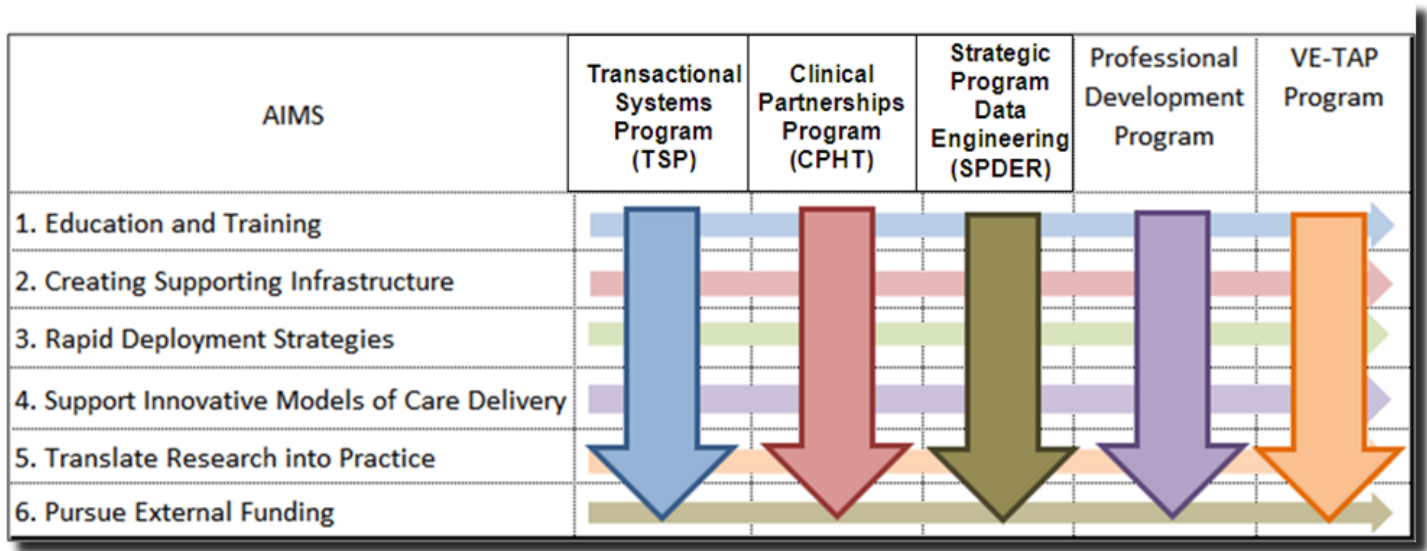 AIMS
Transactional
Systems
Program
(TSP)
Clinical
Partnerships
Program
(CPHT)
Strategic
Program
Data
Engineering
(SPDER)
Professional
Development
Program
VE-TAP
Program
1. Education and Training
2. Creating Supporting Infrastructure
3. Rapid Deployment Strategies
4. Support Innovative Models of Care Delivery
5. Translate Research into Practice
6. Pursue External Funding